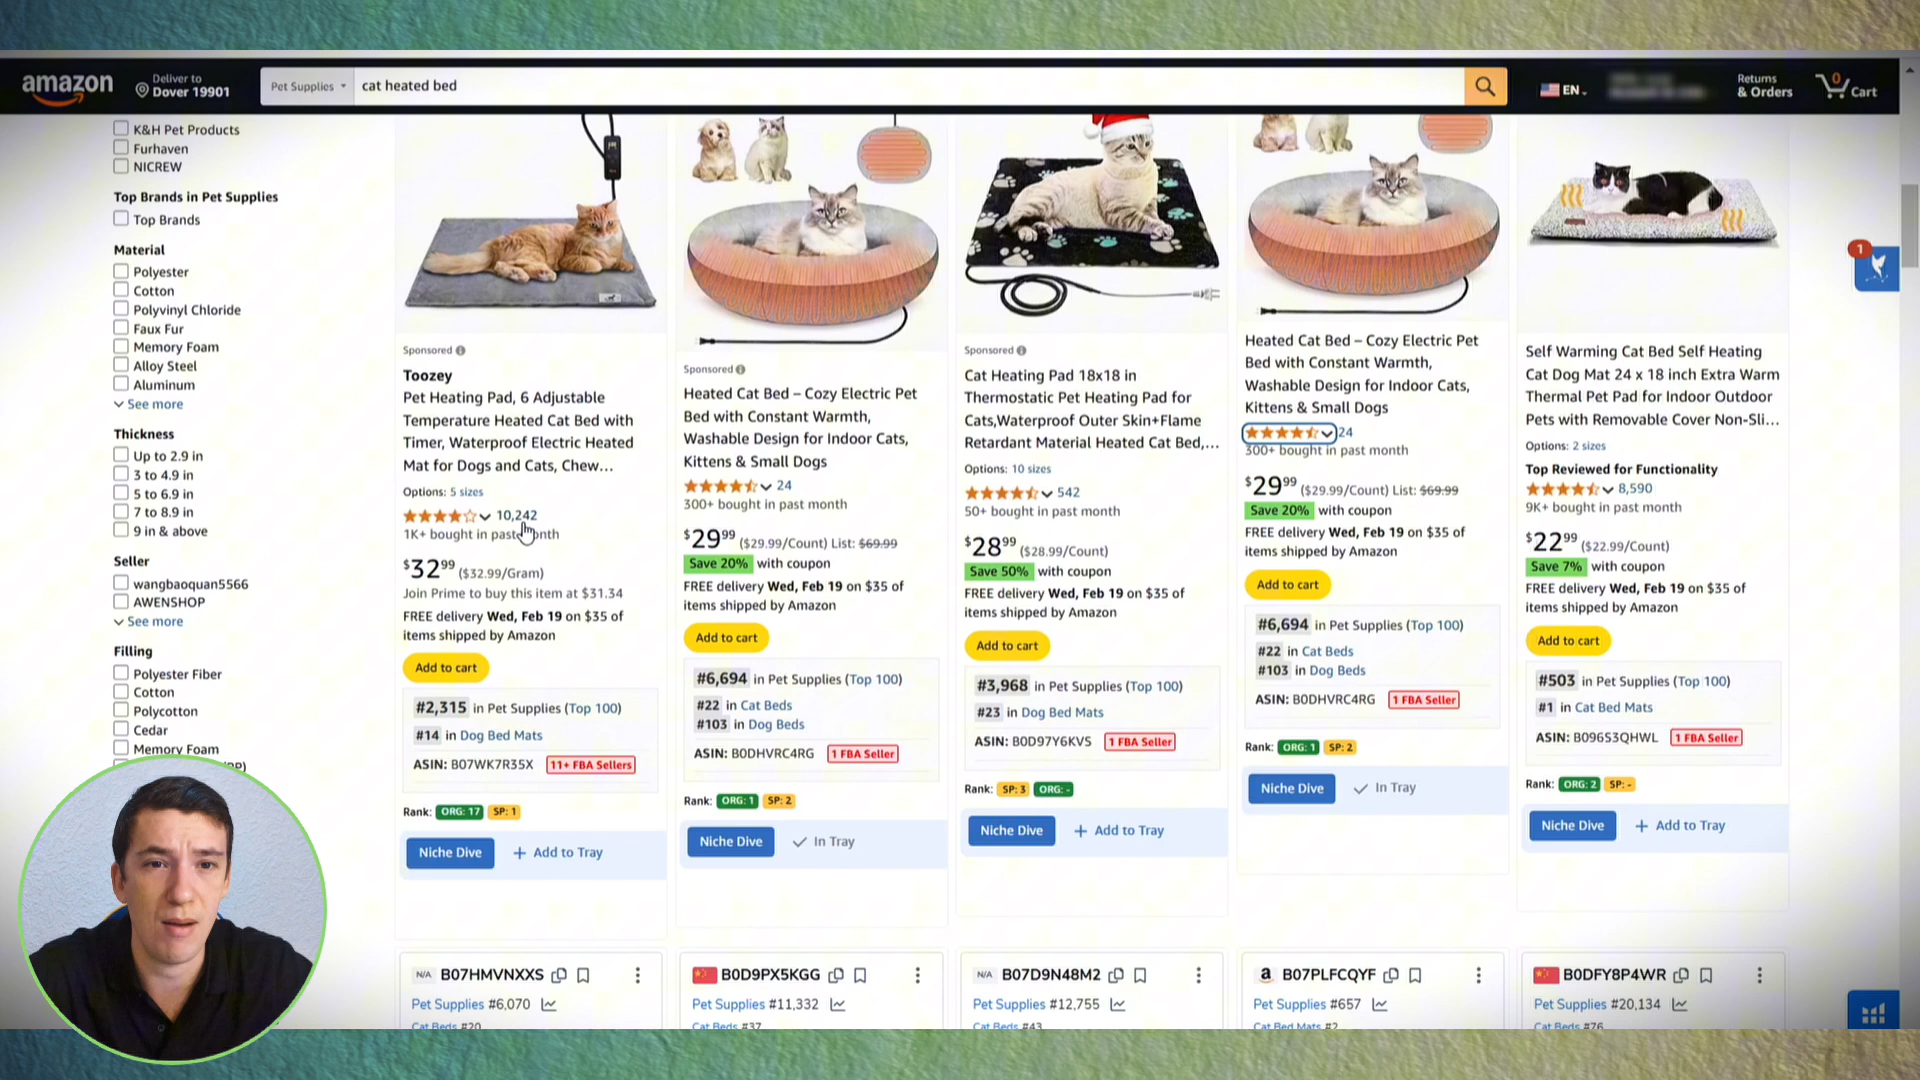 amazon
Deliver to
Dover 19901
Pet Supplies
cat heated bed
EN
Returns
& Orders
0
Cart
K&H Pet Products
Furhaven
NICREW
Top Brands in Pet Supplies
Top Brands
Material
Polyester
Cotton
Polyvinyl Chloride
Faux Fur
Memory Foam
Alloy Steel
Aluminum
See more
Thickness
Up to 2.9 in
3 to 4.9 in
5 to 6.9 in
7 to 8.9 in
9 in & above
Seller
wangbaoquan5566
AWENSHOP
See more
Filling
Polyester Fiber
Cotton
Polycotton
Cedar
Memory Foam
Sponsored
Toozey
Pet Heating Pad, 6 Adjustable
Temperature Heated Cat Bed with
Timer, Waterproof Electric Heated
Mat for Dogs and Cats, Chew...
Options: 5 sizes
10,242
1K+ bought in past month
$32.99 ($32.99/Gram)
Join Prime to buy this item at $31.34
FREE delivery Wed, Feb 19 on $35 of
items shipped by Amazon
Add to cart
#2,315 in Pet Supplies (Top 100)
#14 in Dog Bed Mats
ASIN: B07WK7R35X 11+ FBA Sellers
Rank: ORG: 17 SP: 1
Niche Dive + Add to Tray
Sponsored
Heated Cat Bed – Cozy Electric Pet
Bed with Constant Warmth,
Washable Design for Indoor Cats,
Kittens & Small Dogs
24
300+ bought in past month
$29.99 ($29.99/Count) List: $69.99
Save 20% with coupon
FREE delivery Wed, Feb 19 on $35 of
items shipped by Amazon
Add to cart
#6,694 in Pet Supplies (Top 100)
#22 in Cat Beds
#103 in Dog Beds
ASIN: B0DHVRC4RG 1 FBA Seller
Rank: ORG: 1 SP: 2
Niche Dive In Tray
Sponsored
Cat Heating Pad 18x18 in
Thermostatic Pet Heating Pad for
Cats,Waterproof Outer Skin+Flame
Retardant Material Heated Cat Bed,...
Options: 10 sizes
542
50+ bought in past month
$28.99 ($28.99/Count)
Save 50% with coupon
FREE delivery Wed, Feb 19 on $35 of
items shipped by Amazon
Add to cart
#3,968 in Pet Supplies (Top 100)
#23 in Dog Bed Mats
ASIN: B0D97Y6KVS 1 FBA Seller
Rank: SP: 3 ORG: -
Niche Dive + Add to Tray
Heated Cat Bed – Cozy Electric Pet
Bed with Constant Warmth,
Washable Design for Indoor Cats,
Kittens & Small Dogs
24
300+ bought in past month
$29.99 ($29.99/Count) List: $69.99
Save 20% with coupon
FREE delivery Wed, Feb 19 on $35 of
items shipped by Amazon
Add to cart
#6,694 in Pet Supplies (Top 100)
#22 in Cat Beds
#103 in Dog Beds
ASIN: B0DHVRC4RG 1 FBA Seller
Rank: ORG: 1 SP: 2
Niche Dive In Tray
Self Warming Cat Bed Self Heating
Cat Dog Mat 24 x 18 inch Extra Warm
Thermal Pet Pad for Indoor Outdoor
Pets with Removable Cover Non-Sli...
Options: 2 sizes
Top Reviewed for Functionality
8,590
9K+ bought in past month
$22.99 ($22.99/Count)
Save 7% with coupon
FREE delivery Wed, Feb 19 on $35 of
items shipped by Amazon
Add to cart
#503 in Pet Supplies (Top 100)
#1 in Cat Bed Mats
ASIN: B096S3QHWL 1 FBA Seller
Rank: ORG: 2 SP: -
Niche Dive + Add to Tray
1
N/A B07HMVNXXS
Pet Supplies #6,070
Cat Beds #20
B0D9PX5KGG
Pet Supplies #11,332
Cat Beds #37
N/A B07D9N48M2
Pet Supplies #12,755
Cat Beds #43
a B07PLFCQYF
Pet Supplies #657
Cat Bed Mats #2
B0DFY8P4WR
Pet Supplies #20,134
Cat Beds #76